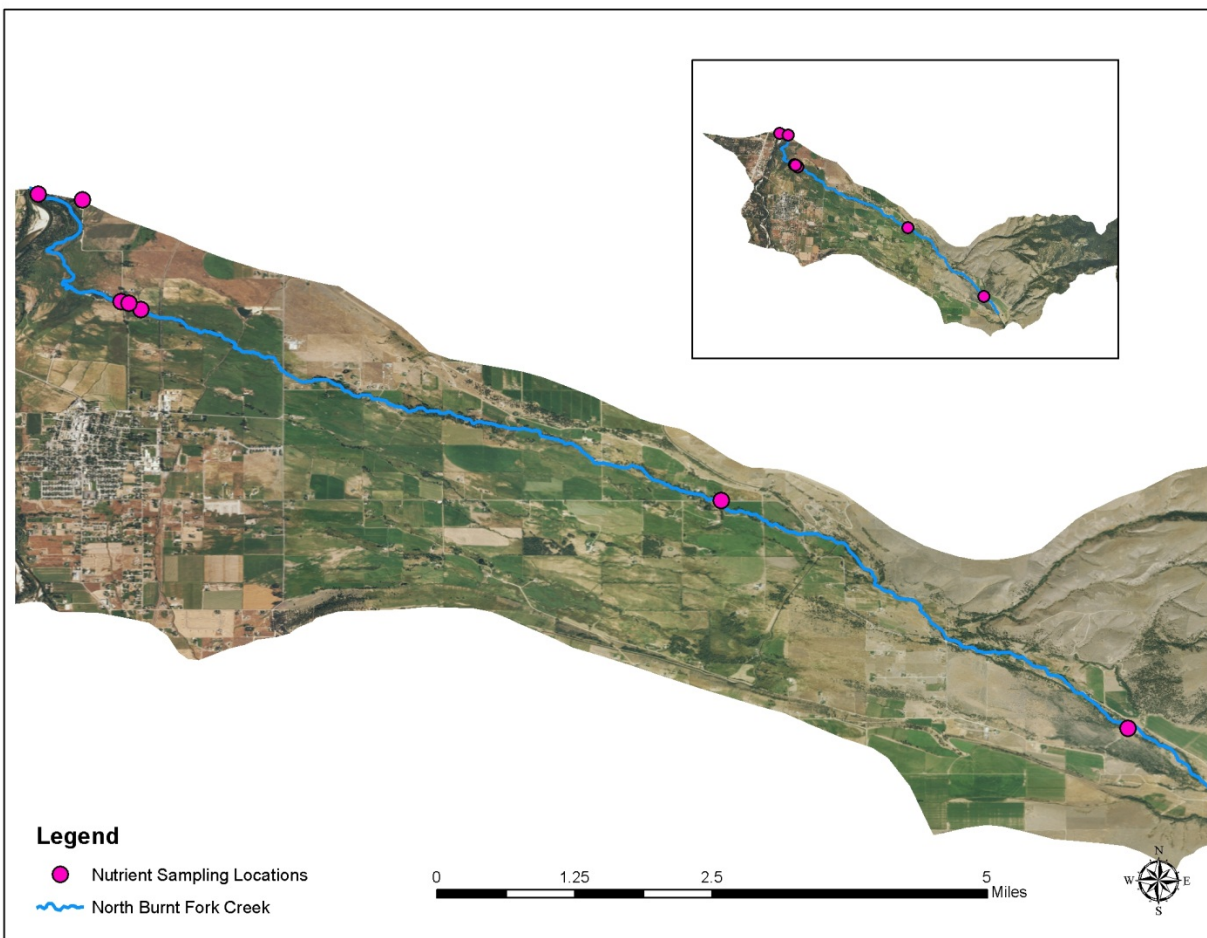 Legend
Nutrient Sampling Locations
North Burnt Fork Creek
0 1.25 2.5 5
Miles
N
W E
S